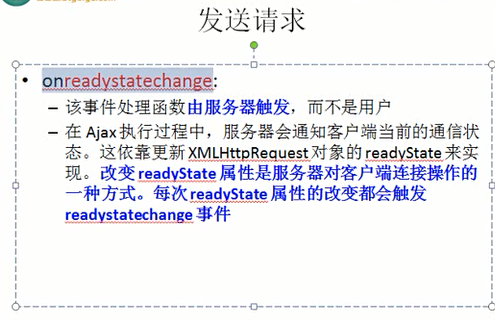 发送请求
• onreadystatechange:
– 该事件处理函数由服务器触发，而不是用户
– 在 Ajax 执行过程中，服务器会通知客户端当前的通信状
态。这依靠更新 XMLHttpRequest 对象的 readyState 来实
现。改变 readyState 属性是服务器对客户端连接操作的
一种方式。每次 readyState 属性的改变都会触发
readystatechange 事件